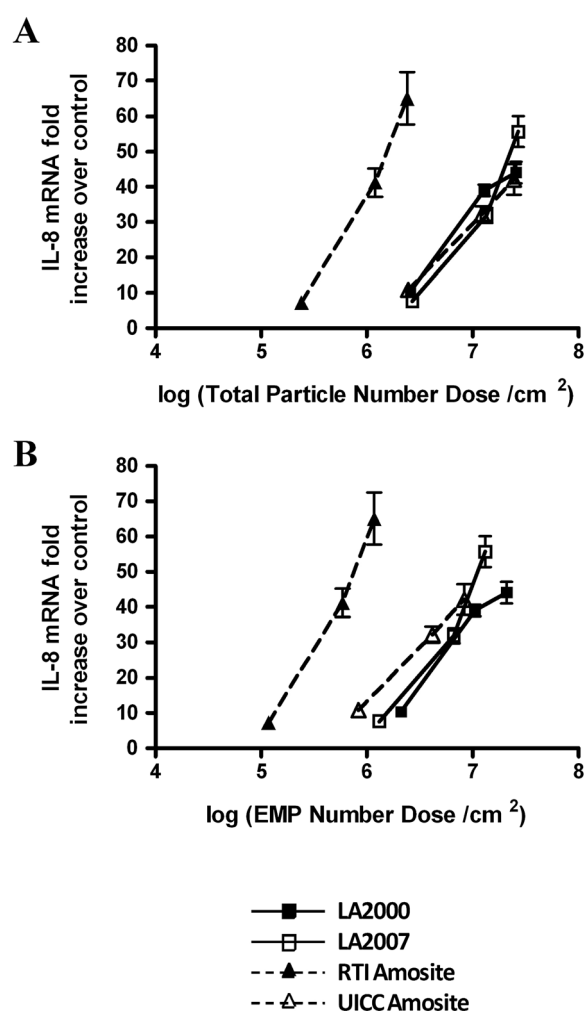 A
IL-8 mRNA fold
increase over control
80
70
60
50
40
30
20
10
0
4 5 6 7 8
log (Total Particle Number Dose /cm 2)
B
IL-8 mRNA fold
increase over control
80
70
60
50
40
30
20
10
0
4 5 6 7 8
log (EMP Number Dose /cm 2)
LA2000
LA2007
RTI Amosite
UICC Amosite